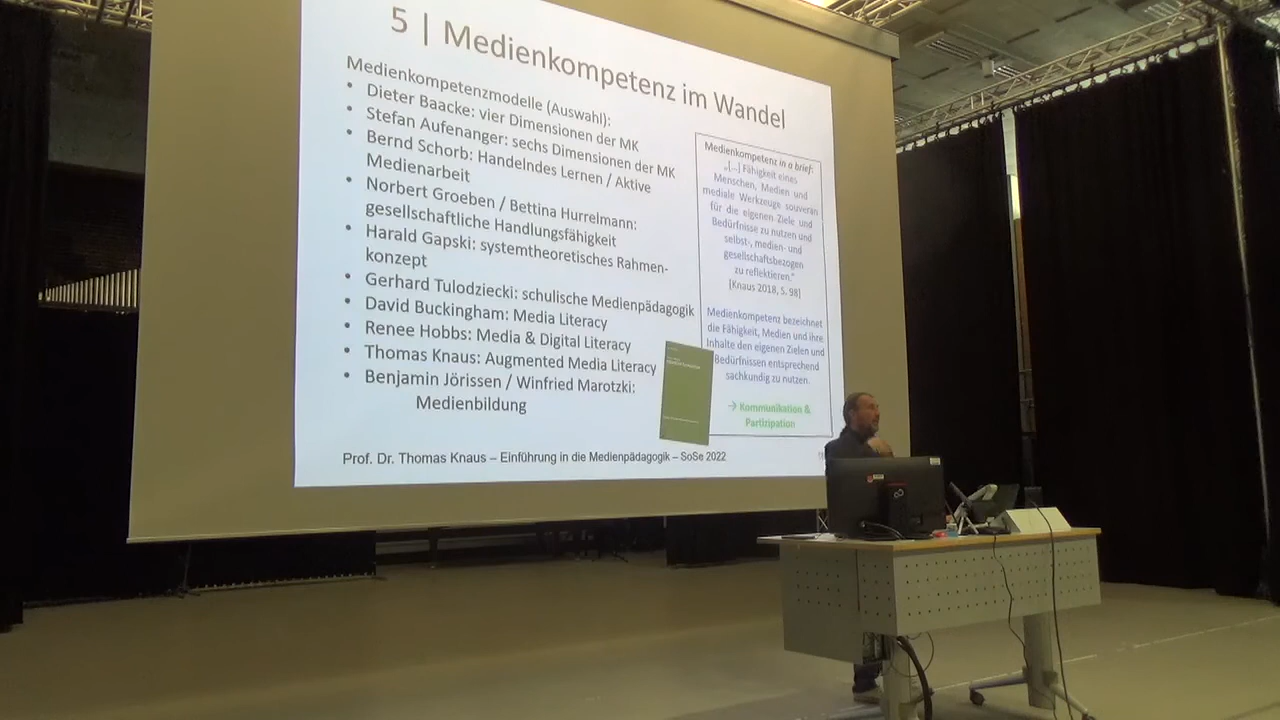 5 | Medienkompetenz im Wandel
Medienkompetenzmodelle (Auswahl):
• Dieter Baacke: vier Dimensionen der MK
• Stefan Aufenanger: sechs Dimensionen der MK
• Bernd Schorb: Handelndes Lernen / Aktive
Medienarbeit
• Norbert Groeben / Bettina Hurrelmann:
gesellschaftliche Handlungsfähigkeit
• Harald Gapski: systemtheoretisches Rahmen-
konzept
• Gerhard Tulodziecki: schulische Medienpädagogik
• David Buckingham: Media Literacy
• Renee Hobbs: Media & Digital Literacy
• Thomas Knaus: Augmented Media Literacy
• Benjamin Jörissen / Winfried Marotzki:
Medienbildung
Medienkompetenz in a brief:
„[...] Fähigkeit eines
Menschen, Medien und
mediale Werkzeuge souverän
für die eigenen Ziele und
Bedürfnisse zu nutzen und
selbst-, medien- und
gesellschaftsbezogen
zu reflektieren.“
[Knaus 2018, S. 98]
Medienkompetenz bezeichnet
die Fähigkeit, Medien und ihre
Inhalte den eigenen Zielen und
Bedürfnissen entsprechend
sachkundig zu nutzen.
→ Kommunikation &
Partizipation
Prof. Dr. Thomas Knaus – Einführung in die Medienpädagogik – SoSe 2022